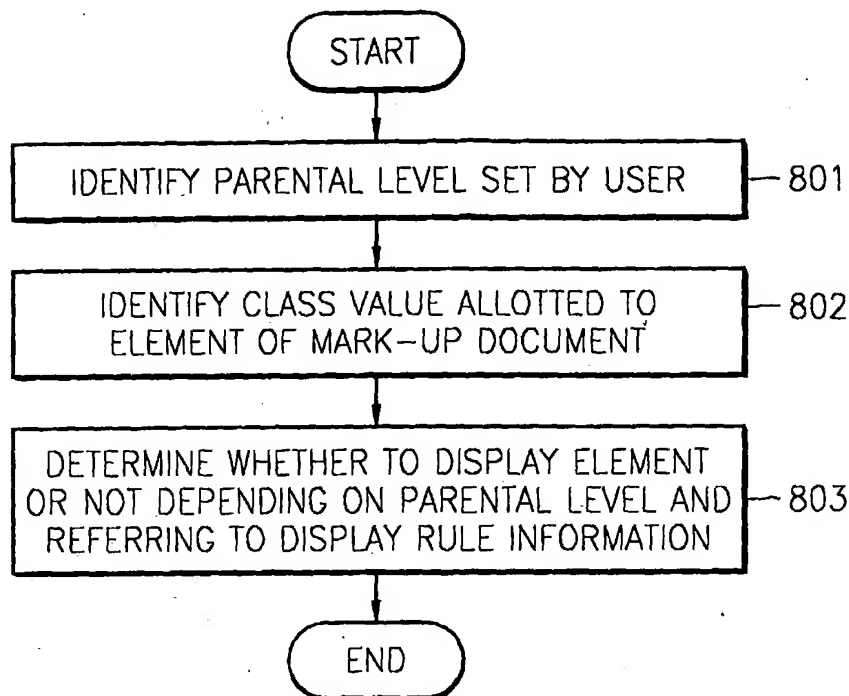 START
IDENTIFY PARENTAL LEVEL SET BY USER
801
IDENTIFY CLASS VALUE ALLOTTED TO
ELEMENT OF MARK-UP DOCUMENT
802
DETERMINE WHETHER TO DISPLAY ELEMENT
OR NOT DEPENDING ON PARENTAL LEVEL AND
REFERRING TO DISPLAY RULE INFORMATION
803
END